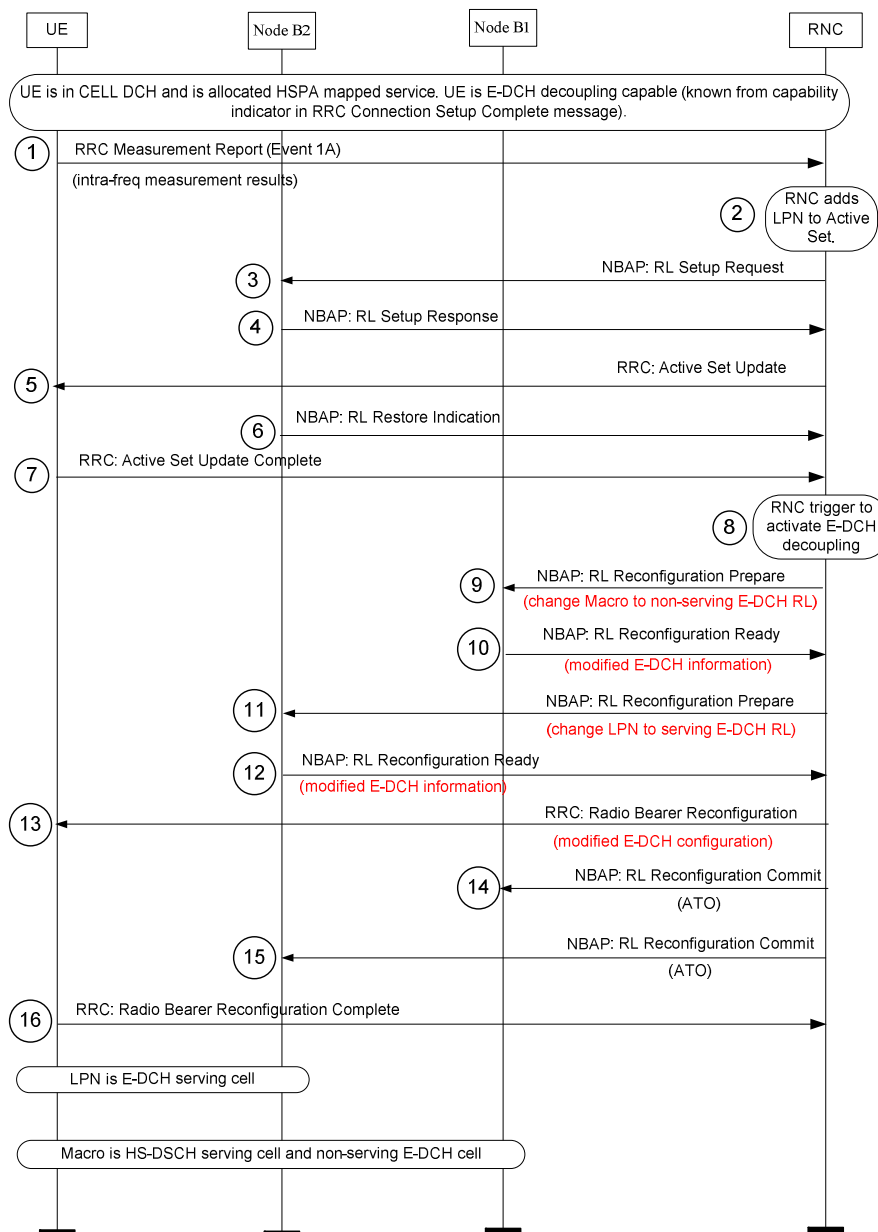 UE
Node B2
Node B1
RNC
UE is in CELL DCH and is allocated HSPA mapped service. UE is E-DCH decoupling capable (known from capability
indicator in RRC Connection Setup Complete message).
1
RRC Measurement Report (Event 1A)
(intra-freq measurement results)
2
RNC adds
LPN to Active
Set.
NBAP: RL Setup Request
3
4
NBAP: RL Setup Response
RRC: Active Set Update
5
NBAP: RL Restore Indication
6
RRC: Active Set Update Complete
7
8
RNC trigger to
activate E-DCH
decoupling
9
NBAP: RL Reconfiguration Prepare
(change Macro to non-serving E-DCH RL)
NBAP: RL Reconfiguration Ready
10
(modified E-DCH information)
NBAP: RL Reconfiguration Prepare
11
(change LPN to serving E-DCH RL)
NBAP: RL Reconfiguration Ready
12
(modified E-DCH information)
RRC: Radio Bearer Reconfiguration
13
(modified E-DCH configuration)
NBAP: RL Reconfiguration Commit
14
(ATO)
NBAP: RL Reconfiguration Commit
15
(ATO)
RRC: Radio Bearer Reconfiguration Complete
16
LPN is E-DCH serving cell
Macro is HS-DSCH serving cell and non-serving E-DCH cell